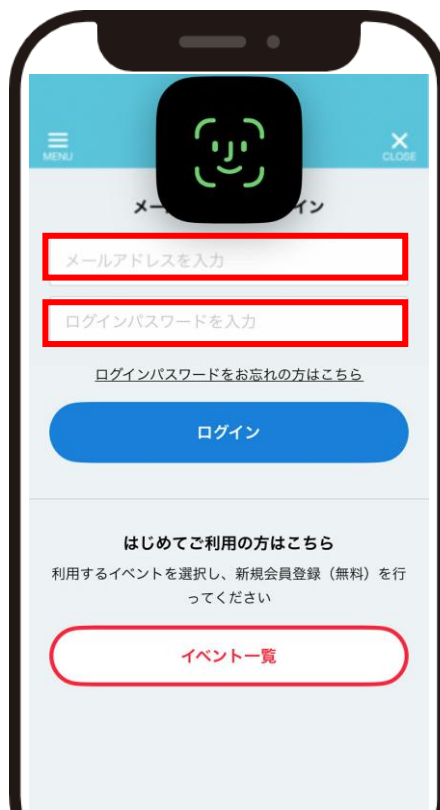 MENU
CLOSE
メー
イン
メールアドレスを入力
ログインパスワードを入力
ログインパスワードをお忘れの方はこちら
ログイン
はじめてご利用の方はこちら
利用するイベントを選択し、新規会員登録（無料）を行
ってください
イベント一覧